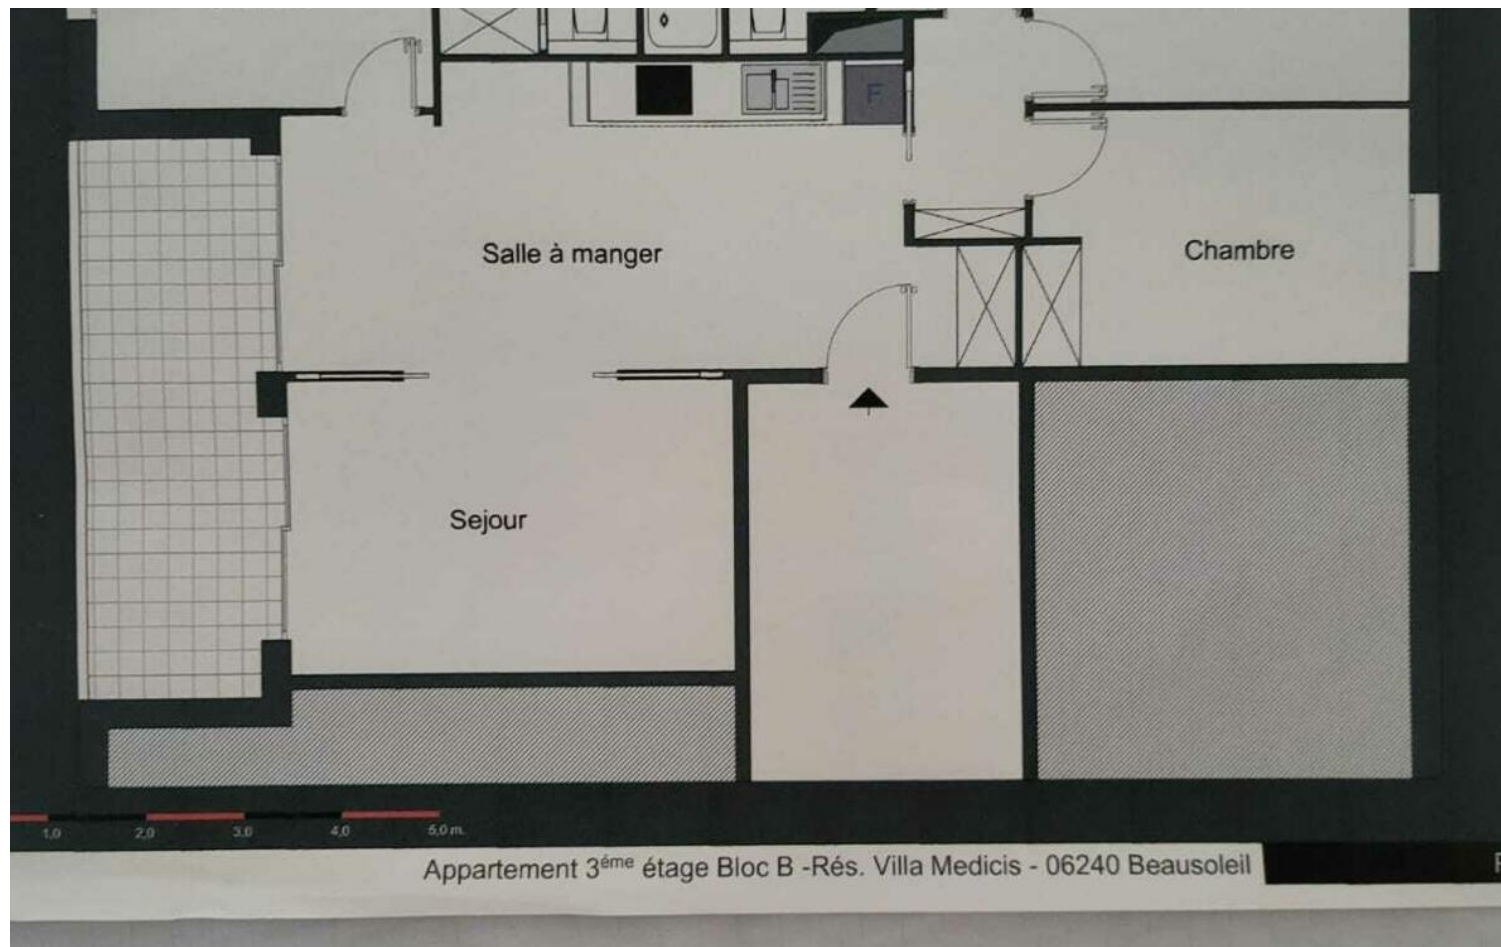 F
Salle à manger
Chambre
Sejour
1,0 2,0 3,0 4,0 5,0 m.
Appartement 3éme étage Bloc B -Rés. Villa Medicis - 06240 Beausoleil